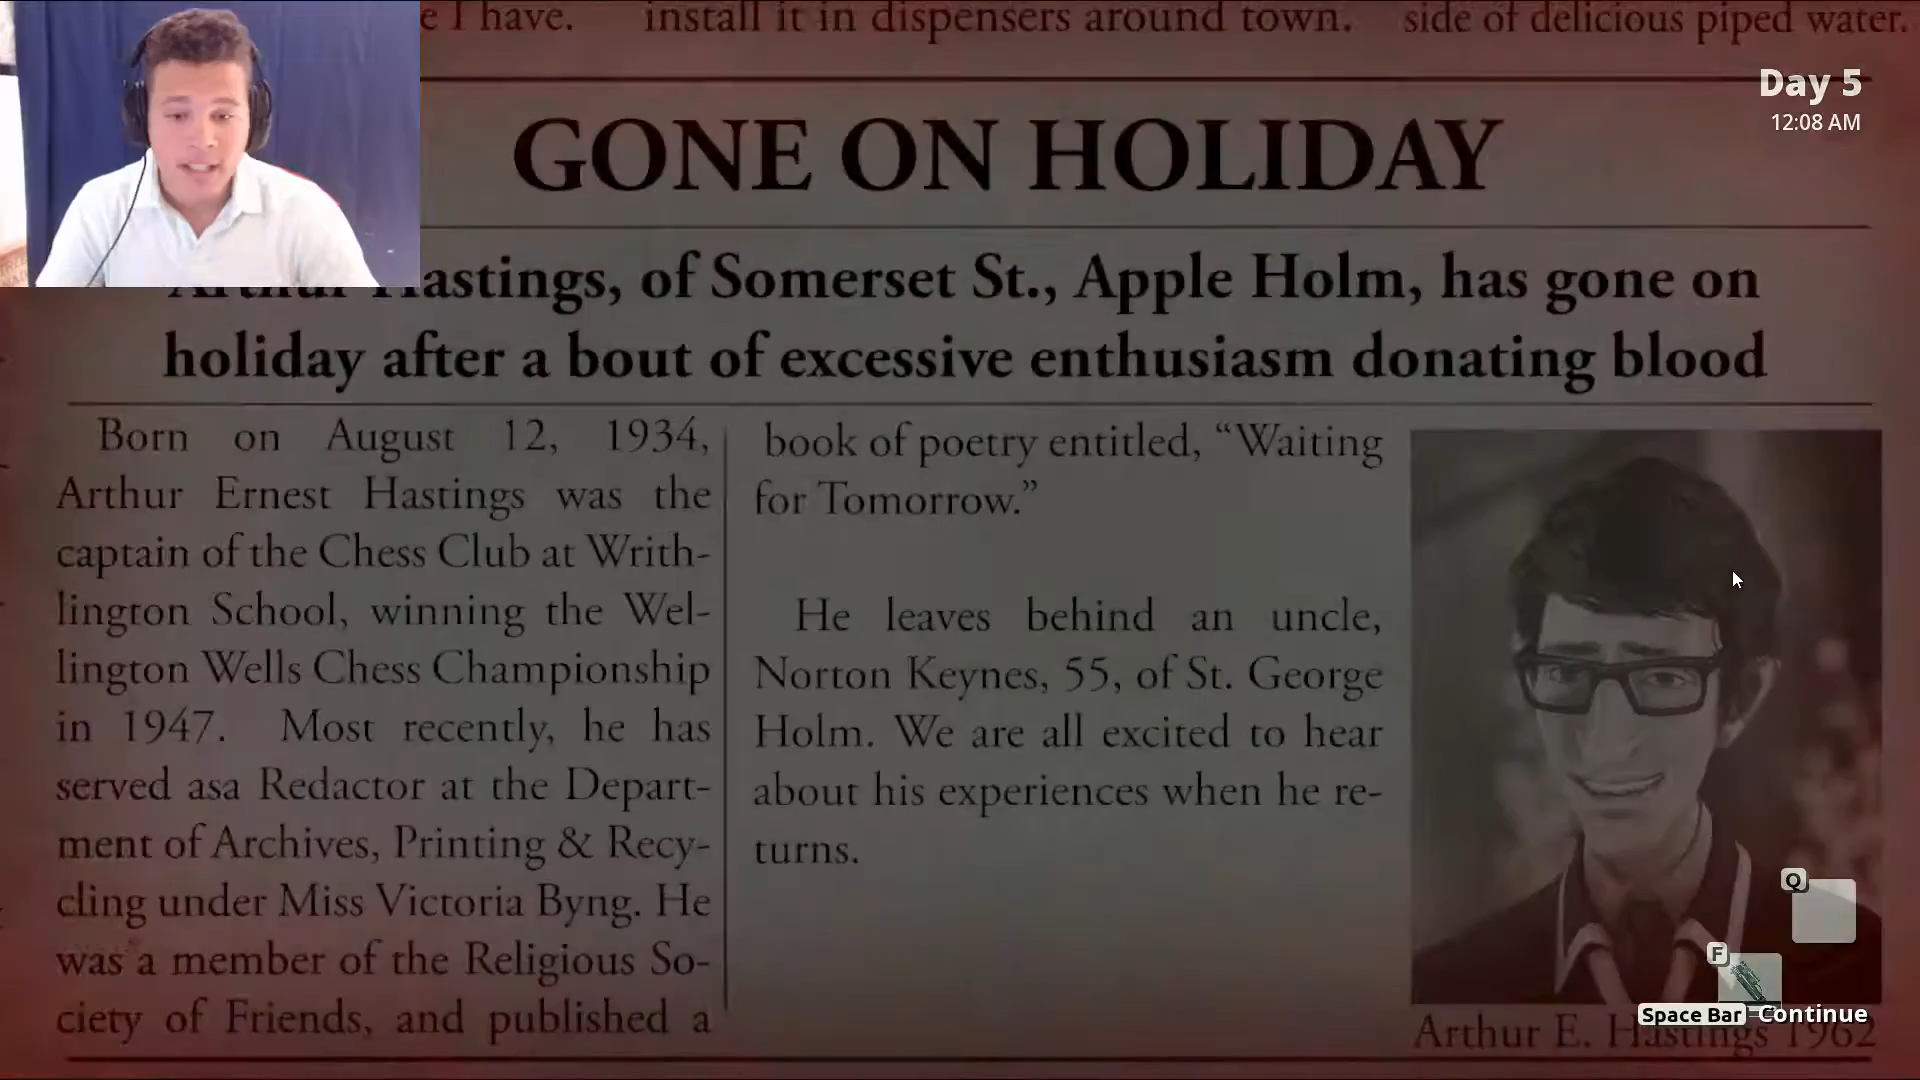 e I have.
install it in dispensers around town.
side of delicious piped water.
Day 5
12:08 AM
GONE ON HOLIDAY
Arthur Hastings, of Somerset St., Apple Holm, has gone on
holiday after a bout of excessive enthusiasm donating blood
Born on August 12, 1934,
Arthur Ernest Hastings was the
captain of the Chess Club at Writh-
lington School, winning the Wel-
lington Wells Chess Championship
in 1947. Most recently, he has
served asa Redactor at the Depart-
ment of Archives, Printing & Recy-
cling under Miss Victoria Byng. He
was a member of the Religious So-
ciety of Friends, and published a
book of poetry entitled, “Waiting
for Tomorrow.”
He leaves behind an uncle,
Norton Keynes, 55, of St. George
Holm. We are all excited to hear
about his experiences when he re-
turns.
Q
F
Space Bar Continue
Arthur E. Hastings 1962